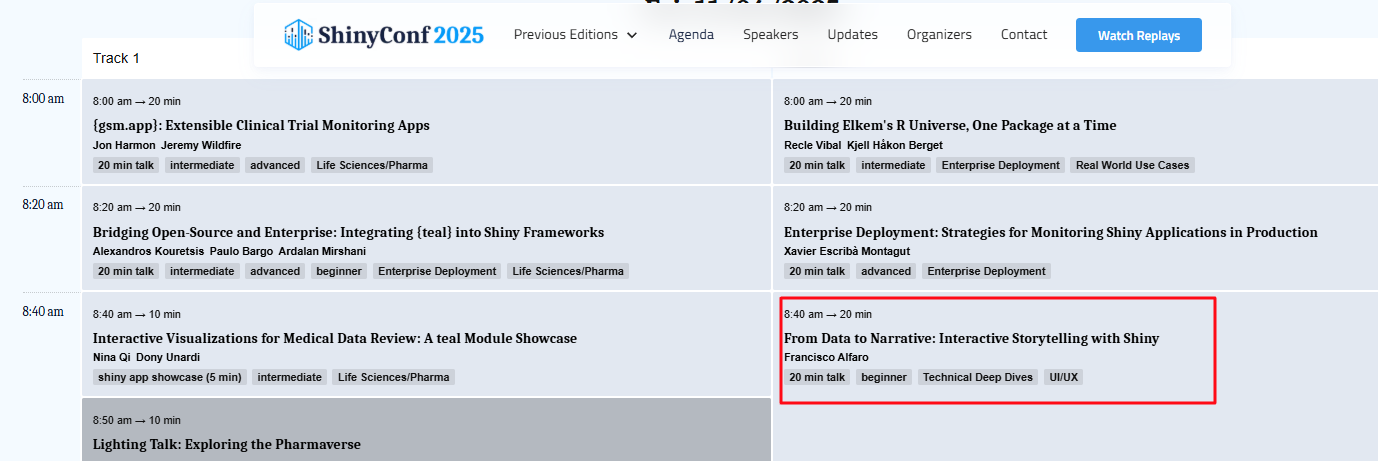 ShinyConf 2025
Previous Editions
Agenda
Speakers
Updates
Organizers
Contact
Watch Replays
Track 1
8:00 am
8:00 am → 20 min
{gsm.app}: Extensible Clinical Trial Monitoring Apps
Jon Harmon Jeremy Wildfire
20 min talk intermediate advanced Life Sciences/Pharma
8:00 am → 20 min
Building Elkem's R Universe, One Package at a Time
Recle Vibal Kjell Håkon Berget
20 min talk intermediate Enterprise Deployment Real World Use Cases
8:20 am
8:20 am → 20 min
Bridging Open-Source and Enterprise: Integrating {teal} into Shiny Frameworks
Alexandros Kouretsis Paulo Bargo Ardalan Mirshani
20 min talk intermediate advanced beginner Enterprise Deployment Life Sciences/Pharma
8:20 am → 20 min
Enterprise Deployment: Strategies for Monitoring Shiny Applications in Production
Xavier Escribà Montagut
20 min talk advanced Enterprise Deployment
8:40 am
8:40 am → 10 min
Interactive Visualizations for Medical Data Review: A teal Module Showcase
Nina Qi Dony Unardi
shiny app showcase (5 min) intermediate Life Sciences/Pharma
8:40 am → 20 min
From Data to Narrative: Interactive Storytelling with Shiny
Francisco Alfaro
20 min talk beginner Technical Deep Dives UI/UX
8:50 am → 10 min
Lighting Talk: Exploring the Pharmaverse